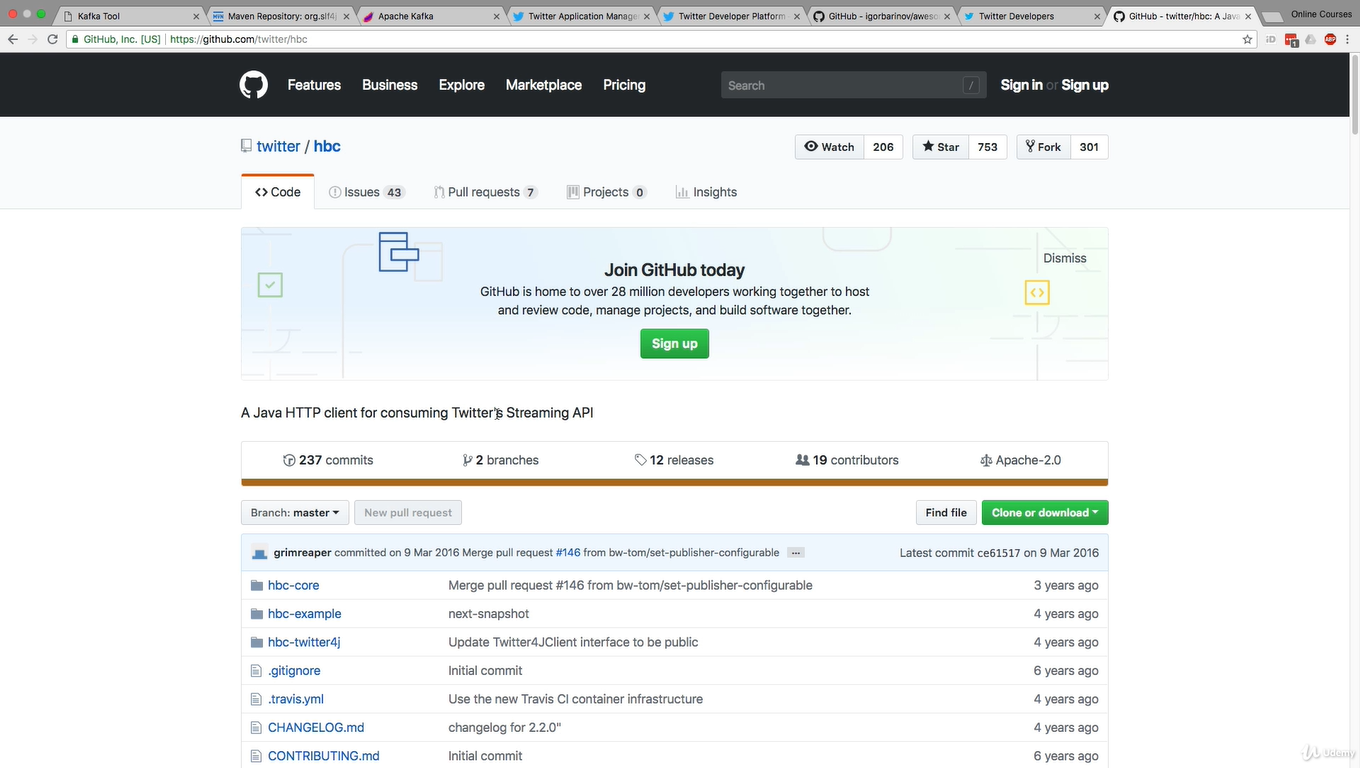 Kafka Tool
Maven Repository: org.slf4j
Apache Kafka
Twitter Application Manage
Twitter Developer Platform
GitHub - igorbarinov/aweso
Twitter Developers
GitHub - twitter/hbc: A Java
Online Courses
GitHub, Inc. [US] https://github.com/twitter/hbc
iD 1 ABP
Features Business Explore Marketplace Pricing Search / Sign in or Sign up
twitter / hbc Watch 206 Star 753 Fork 301
Code Issues 43 Pull requests 7 Projects 0 Insights
Dismiss
Join GitHub today
GitHub is home to over 28 million developers working together to host
and review code, manage projects, and build software together.
Sign up
A Java HTTP client for consuming Twitter's Streaming API
237 commits 2 branches 12 releases 19 contributors Apache-2.0
Branch: master New pull request Find file Clone or download
grimreaper committed on 9 Mar 2016 Merge pull request #146 from bw-tom/set-publisher-configurable ... Latest commit ce61517 on 9 Mar 2016
hbc-core Merge pull request #146 from bw-tom/set-publisher-configurable 3 years ago
hbc-example next-snapshot 4 years ago
hbc-twitter4j Update Twitter4JClient interface to be public 4 years ago
.gitignore Initial commit 6 years ago
.travis.yml Use the new Travis CI container infrastructure 4 years ago
CHANGELOG.md changelog for 2.2.0" 4 years ago
CONTRIBUTING.md Initial commit 6 years ago
Udemy